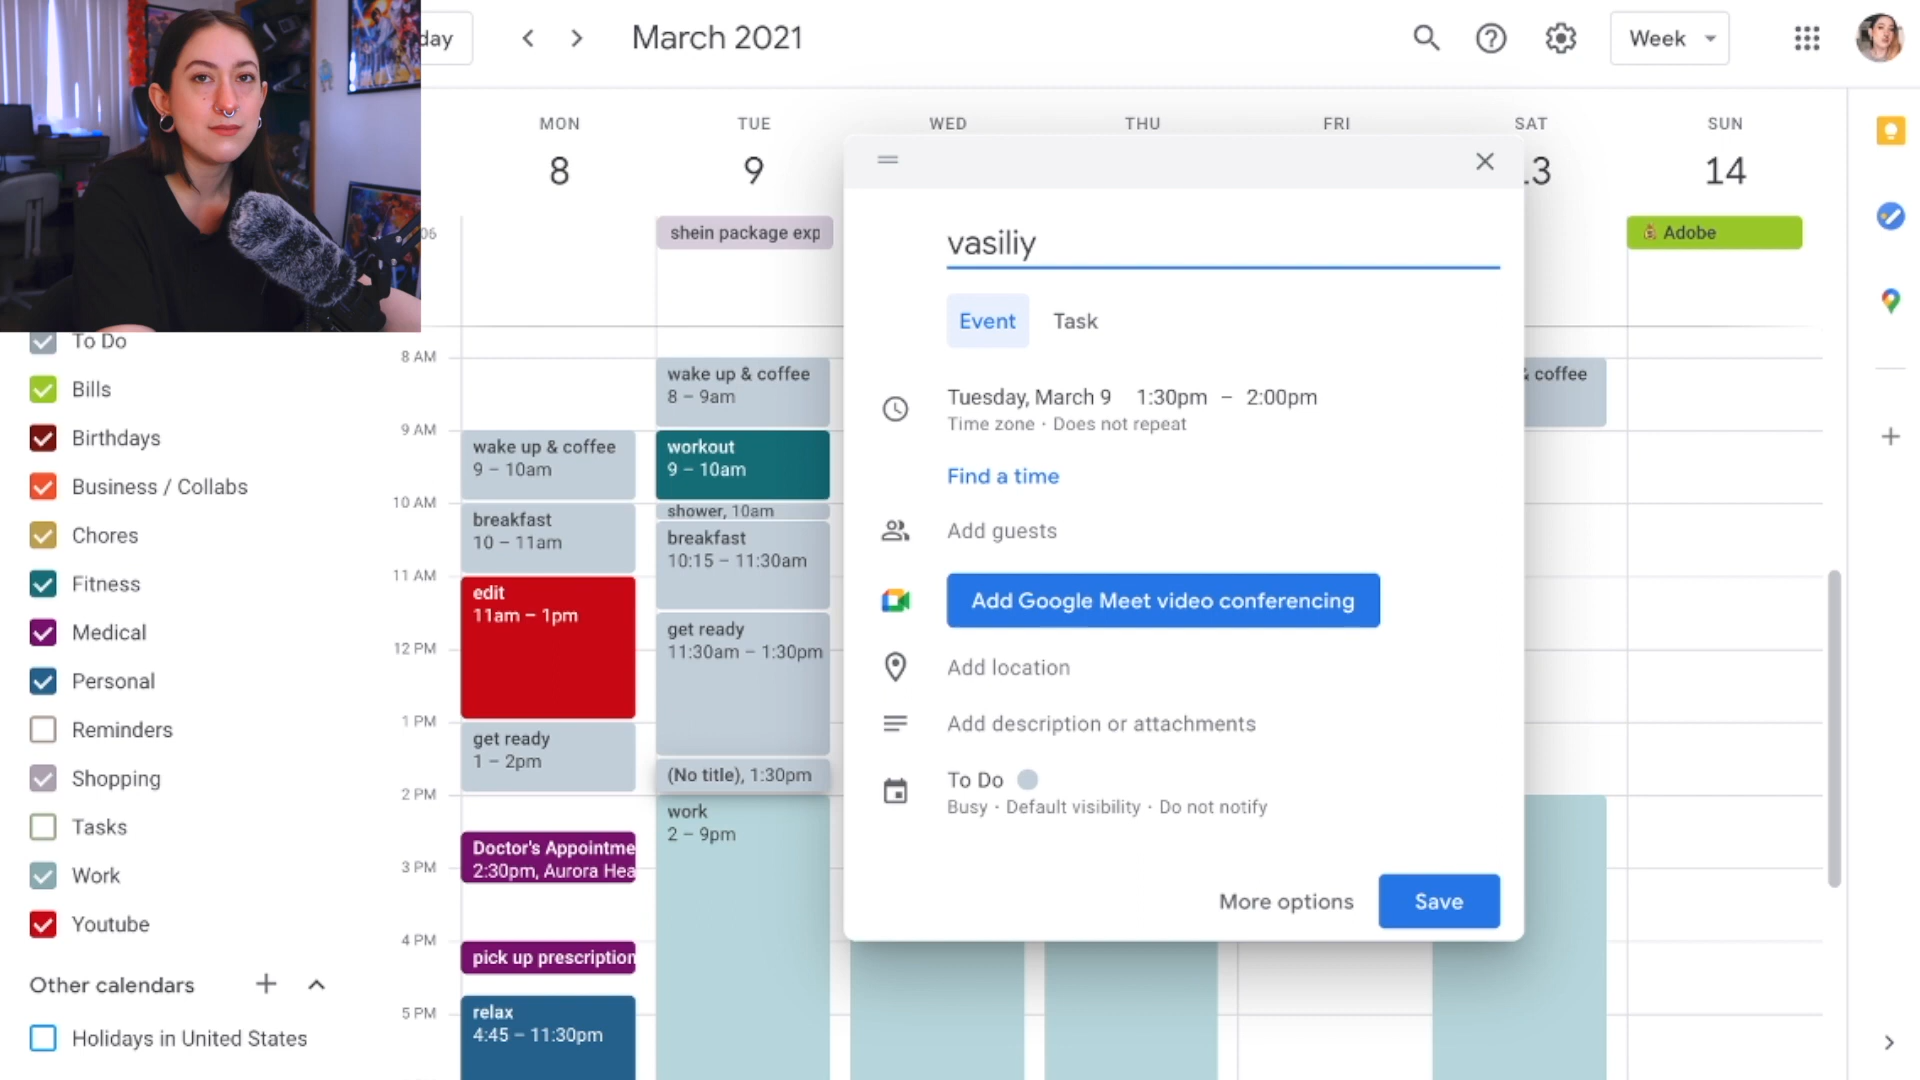 day
March 2021
Week
MON
TUE
WED
THU
FRI
SAT
SUN
8
9
13
14
06
shein package exp
Adobe
To Do
Bills
Birthdays
Business / Collabs
Chores
Fitness
Medical
Personal
Reminders
Shopping
Tasks
Work
Youtube
Other calendars
Holidays in United States
8 AM
9 AM
10 AM
11 AM
12 PM
1 PM
2 PM
3 PM
4 PM
5 PM
wake up & coffee
9 – 10am
breakfast
10 – 11am
edit
11am – 1pm
get ready
1 – 2pm
Doctor's Appointme
2:30pm, Aurora Hea
pick up prescription
relax
4:45 – 11:30pm
wake up & coffee
8 – 9am
workout
9 – 10am
shower, 10am
breakfast
10:15 – 11:30am
get ready
11:30am – 1:30pm
(No title), 1:30pm
work
2 – 9pm
vasiliy
Event
Task
Tuesday, March 9 1:30pm – 2:00pm
Time zone · Does not repeat
Find a time
Add guests
Add Google Meet video conferencing
Add location
Add description or attachments
To Do
Busy · Default visibility · Do not notify
More options
Save
& coffee